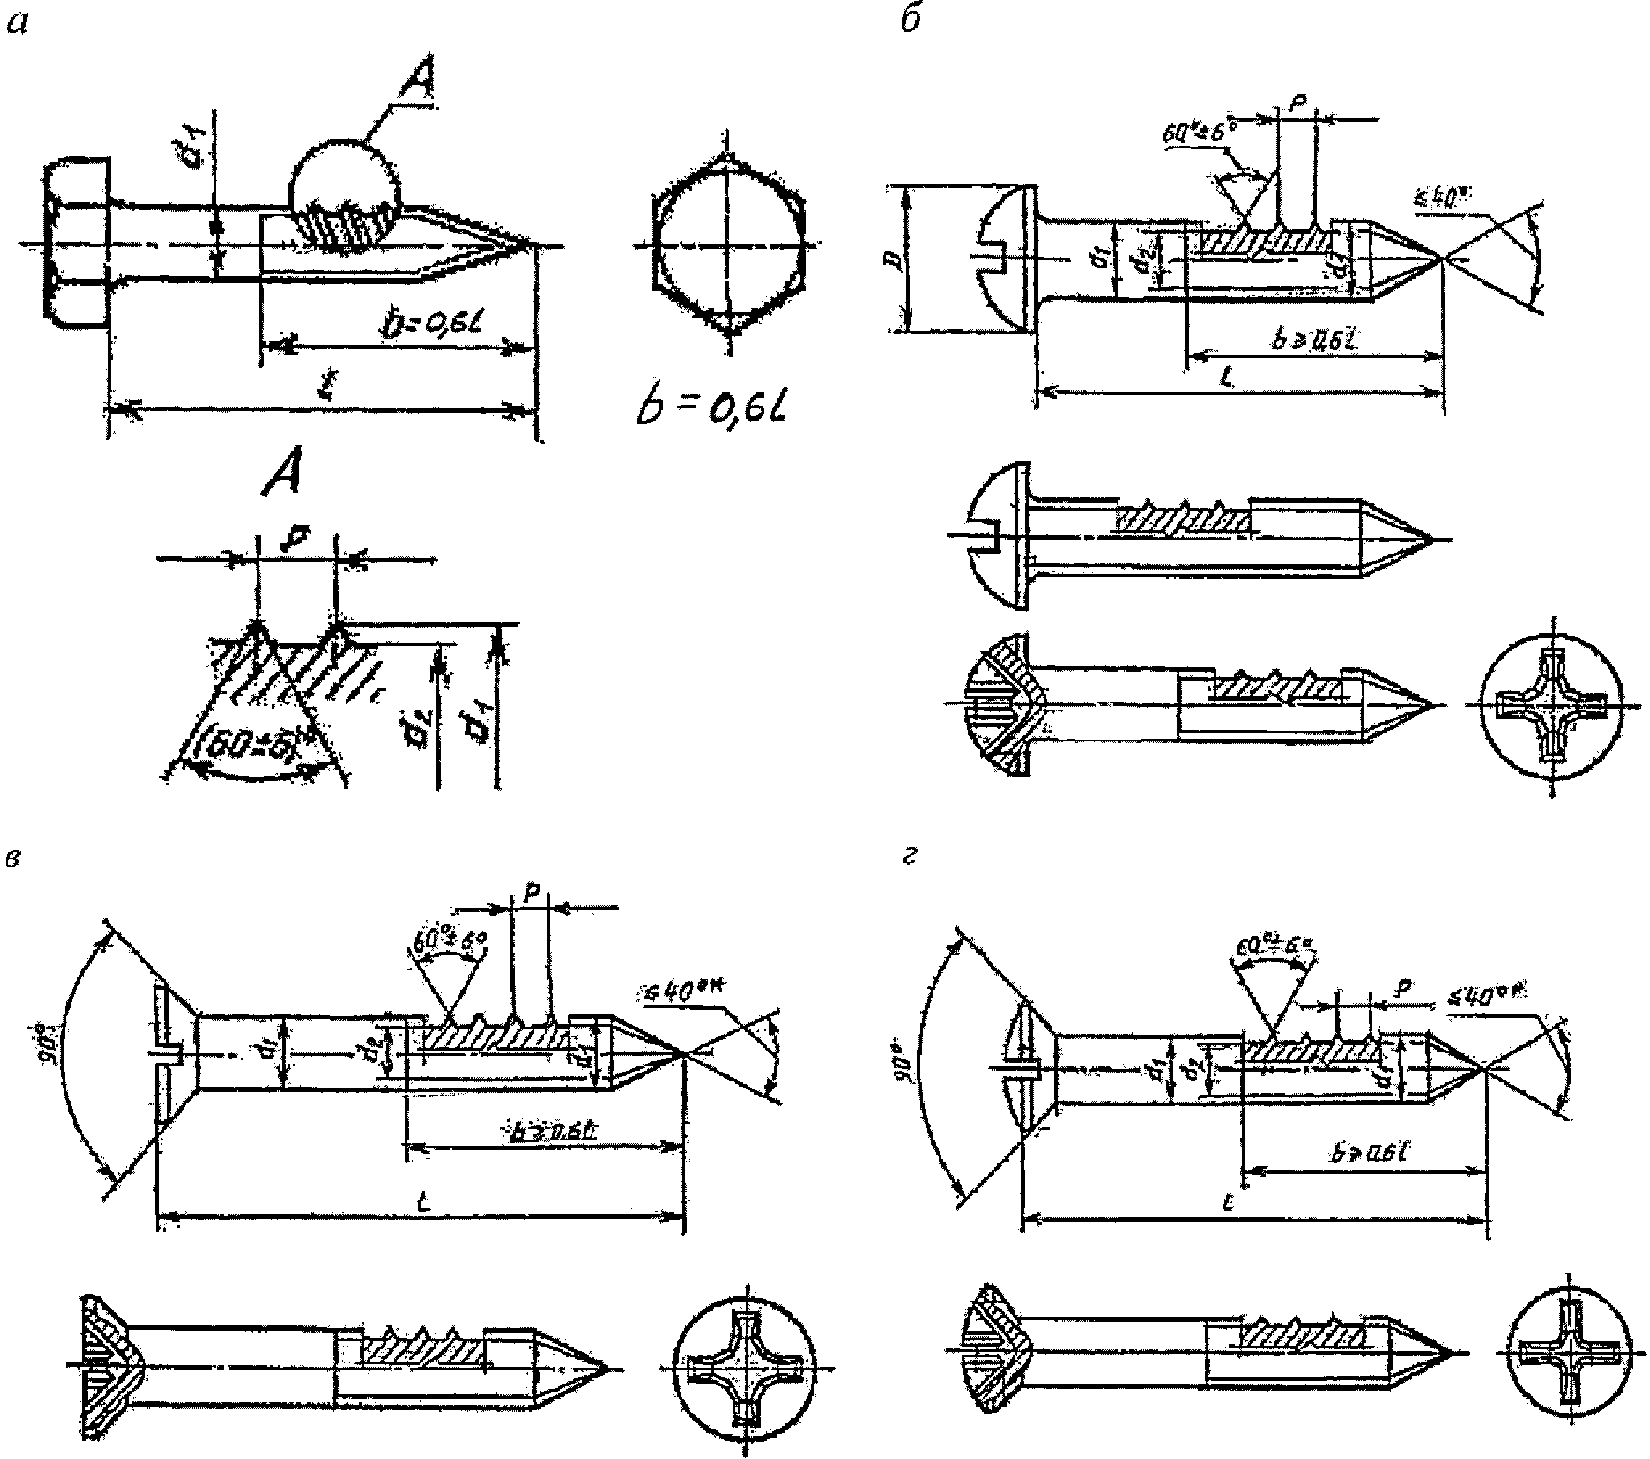 а
A
d₁
b=0,6l
l
b=0,6l
A
P
(60±6)°
d₂
d₁
б
P
60°±6°
≤40°*
D
d₁
d₂
d₁
b≥0,6l
l
в
P
60°±6°
≤40°*
90°
d₁
d₂
d₁
b≥0,6l
l
г
60°±6°
P
≤40°*
90°
d₁
d₂
d₁
b≥0,6l
l